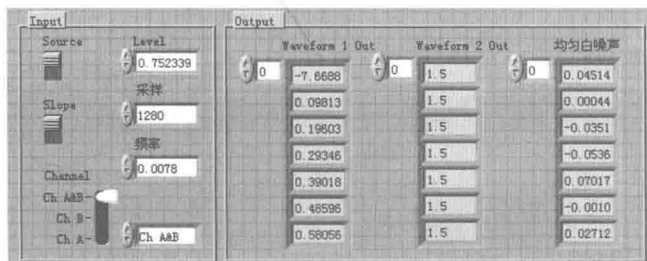 Input
Source
Level
0.752339
采样
1280
Slope
频率
0.0078
Channel
Ch A&B-
Ch B-
Ch A-
Ch A&B
Output
Waveform 1 Out
Waveform 2 Out
均匀白噪声
0
-7.6688
0.09813
0.19603
0.29346
0.39018
0.48596
0.58056
0
1.5
1.5
1.5
1.5
1.5
1.5
1.5
0
0.04514
0.00044
-0.0351
-0.0536
0.07017
-0.0010
0.02712